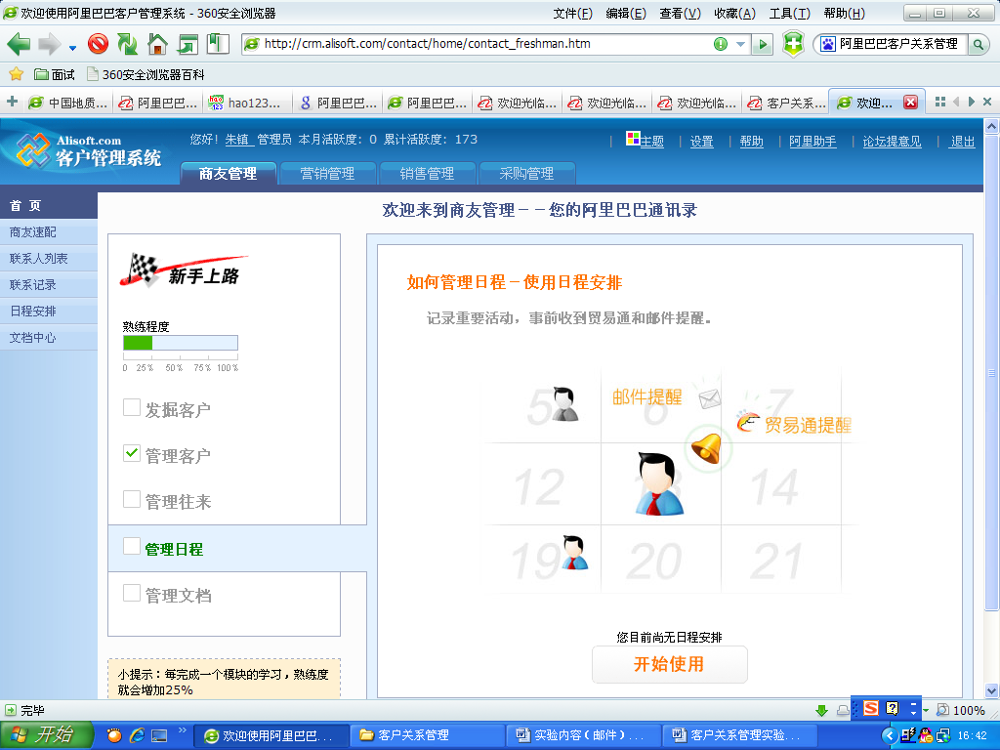 欢迎使用阿里巴巴客户管理系统 - 360安全浏览器
文件(F) 编辑(E) 查看(V) 收藏(A) 工具(T) 帮助(H)
http://crm.alisoft.com/contact/home/contact_freshman.htm
阿里巴巴客户关系管理
面试 360安全浏览器百科
中国地质... 阿里巴巴... hao123... 阿里巴巴... 阿里巴巴... 欢迎光临... 欢迎光临... 欢迎光临... 客户关系... 欢迎...
Alisoft.com
客户管理系统
您好! 朱镇 管理员 本月活跃度: 0 累计活跃度: 173
主题 | 设置 | 帮助 | 阿里助手 | 论坛提意见 | 退出
商友管理 营销管理 销售管理 采购管理
首 页
商友速配
联系人列表
联系记录
日程安排
文档中心
欢迎来到商友管理－－您的阿里巴巴通讯录
新手上路
熟练程度
0 25% 50% 75% 100%
发掘客户
管理客户
管理往来
管理日程
管理文档
小提示：每完成一个模块的学习，熟练度
就会增加25%
如何管理日程－使用日程安排
记录重要活动，事前收到贸易通和邮件提醒。
5 6 7
邮件提醒
贸易通提醒
12 13 14
19 20 21
您目前尚无日程安排
开始使用
完毕
100%
开始
欢迎使用阿里巴巴... 客户关系管理 实验内容（邮件）... 客户关系管理实验...
16:42